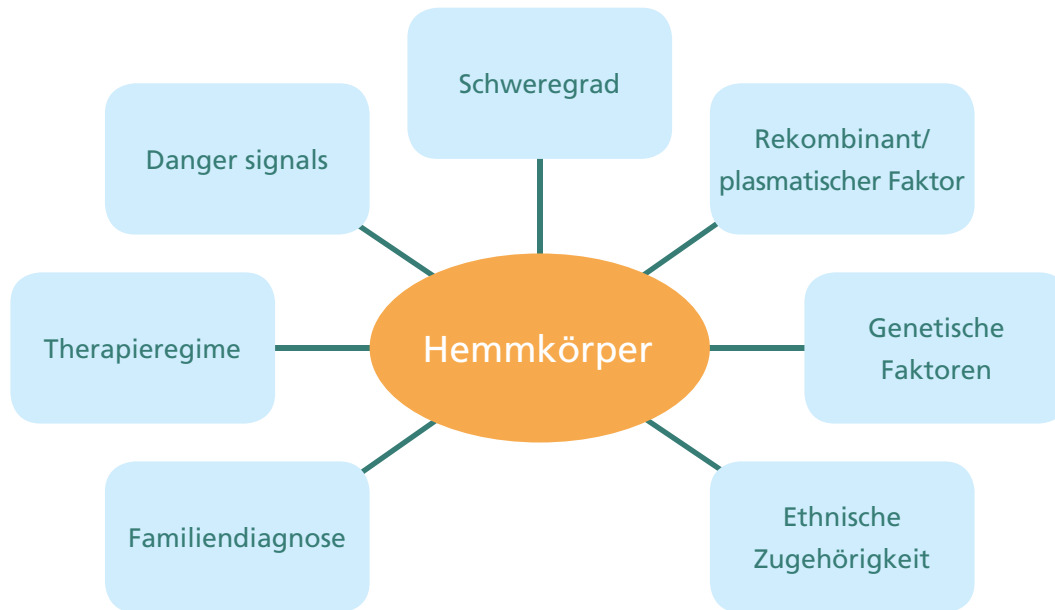 Schweregrad
Danger signals
Rekombinant/
plasmatischer Faktor
Therapieregime
Hemmkörper
Genetische
Faktoren
Familiendiagnose
Ethnische
Zugehörigkeit